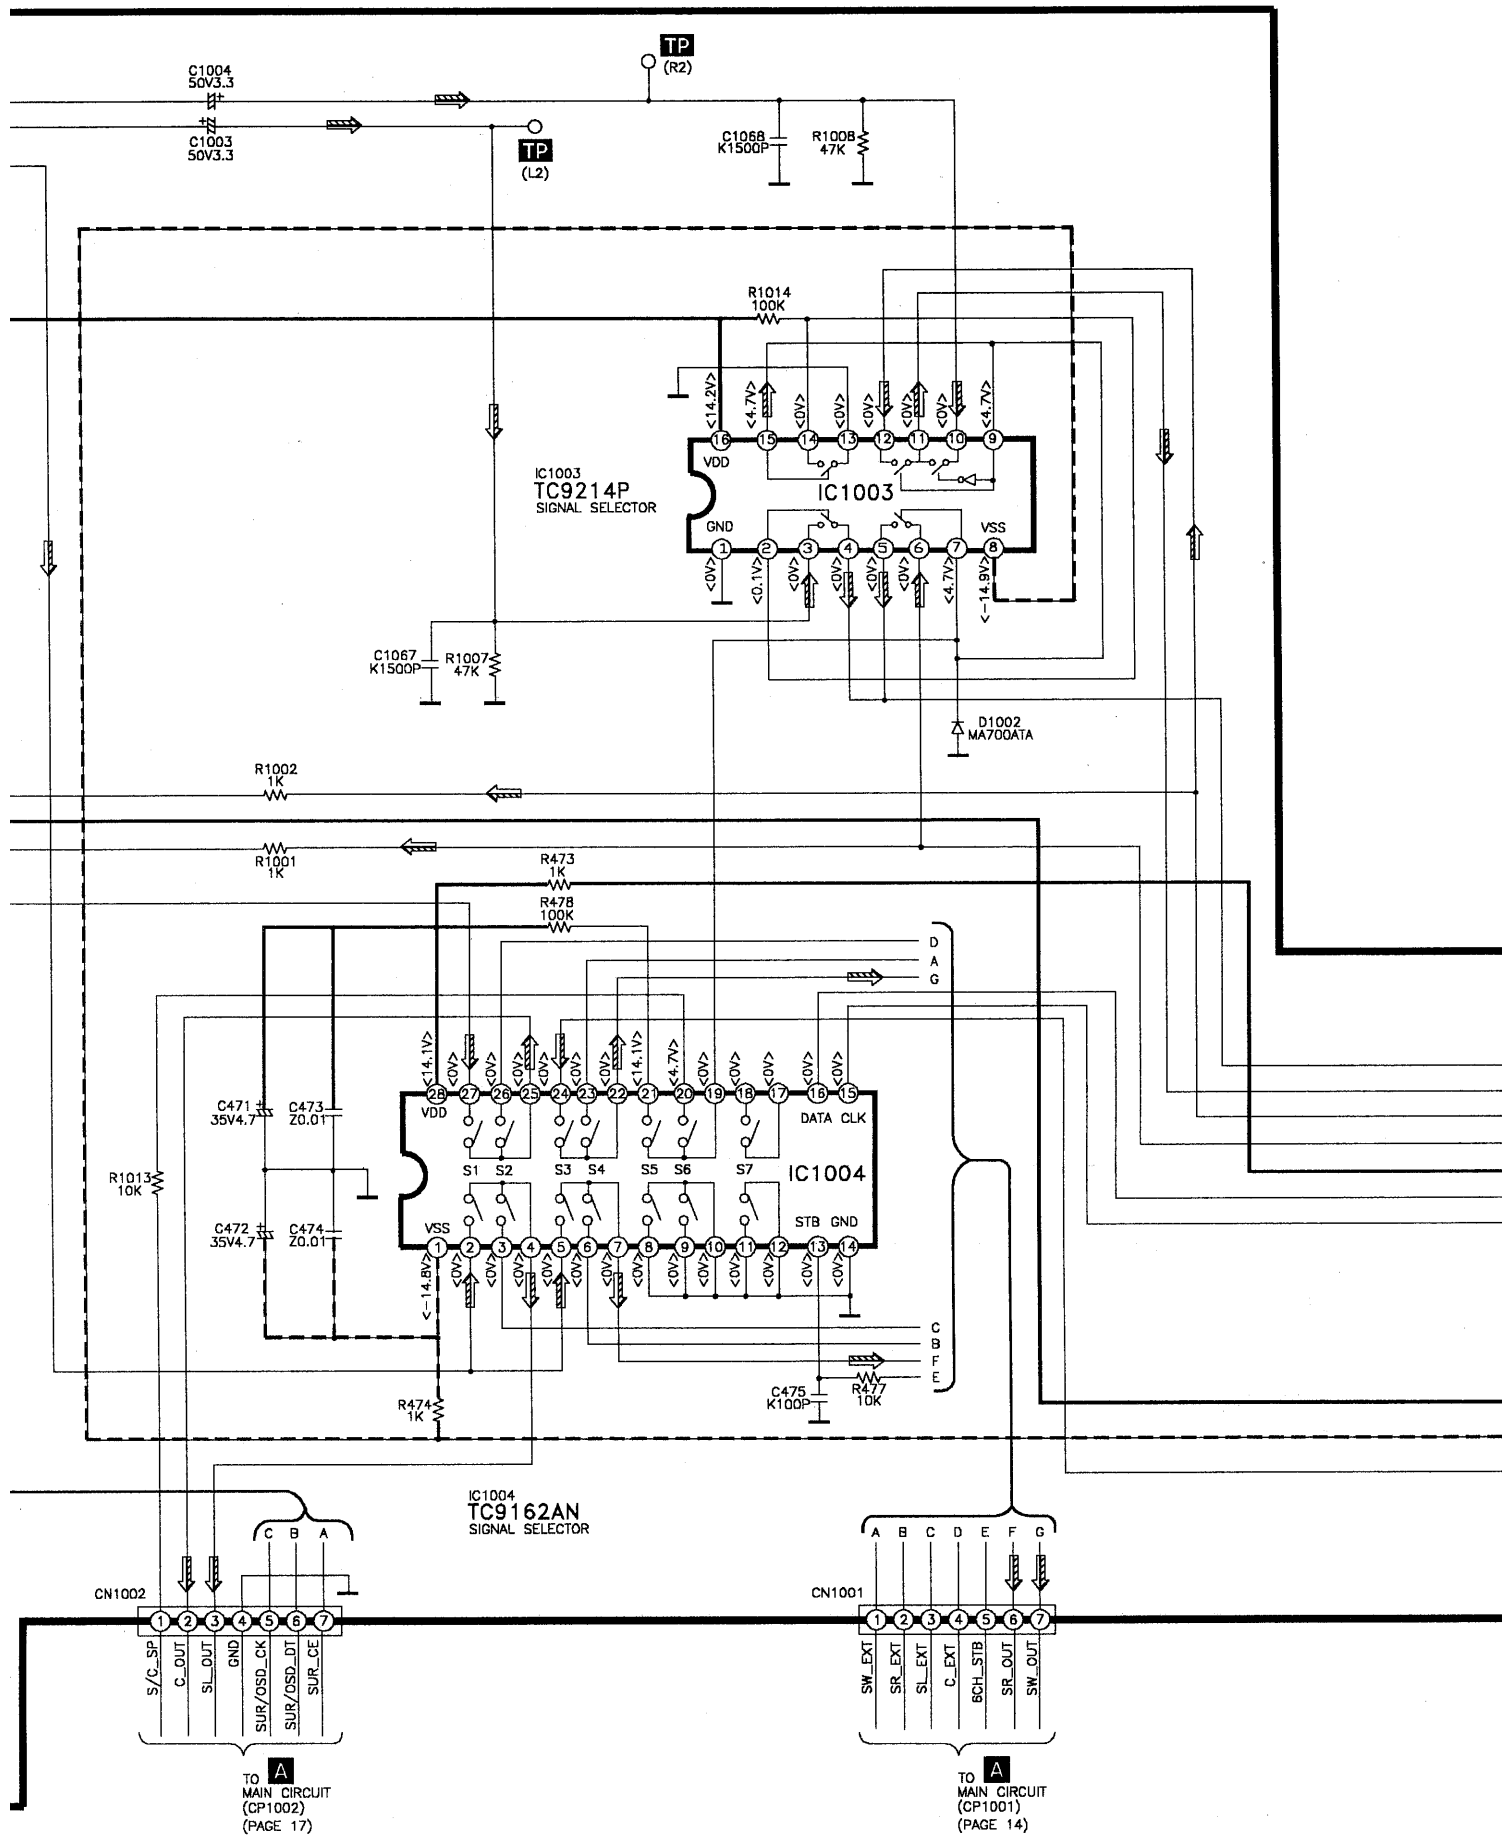 TP
(R2)
C1004
50V3.3
C1003
50V3.3
TP
(L2)
C1068
K1500P
R1008
47K
R1014
100K
<14.2V>
<4.7V>
<0V>
<0V>
<0V>
<0V>
<0V>
<4.7V>
16
15
14
13
12
11
10
9
VDD
IC1003
TC9214P
SIGNAL SELECTOR
IC1003
GND
VSS
1
2
3
4
5
6
7
8
<0V>
<0.1V>
<0V>
<0V>
<0V>
<0V>
<4.7V>
<-14.9V>
C1067
K1500P
R1007
47K
D1002
MA700ATA
R1002
1K
R1001
1K
R473
1K
R478
100K
D
A
G
<14.1V>
<0V>
<0V>
<0V>
<0V>
<0V>
<0V>
<14.1V>
<4.7V>
<0V>
<0V>
<0V>
<0V>
<0V>
28
27
26
25
24
23
22
21
20
19
18
17
16
15
VDD
DATA CLK
C471
35V4.7
C473
Z0.01
R1013
10K
S1 S2 S3 S4 S5 S6 S7
IC1004
C472
35V4.7
C474
Z0.01
VSS
STB GND
1
2
3
4
5
6
7
8
9
10
11
12
13
14
<-14.8V>
<0V>
<0V>
<0V>
<0V>
<0V>
<0V>
<0V>
<0V>
<0V>
<0V>
<0V>
<0V>
<0V>
C
B
F
E
R474
1K
C475
K100P
R477
10K
IC1004
TC9162AN
SIGNAL SELECTOR
C B A
A B C D E F G
CN1002
1
2
3
4
5
6
7
S/C_SP
C_OUT
SL_OUT
GND
SUR/OSD_CK
SUR/OSD_DT
SUR_CE
CN1001
1
2
3
4
5
6
7
SW_EXT
SR_EXT
SL_EXT
C_EXT
6CH_STB
SR_OUT
SW_OUT
TO A
MAIN CIRCUIT
(CP1002)
(PAGE 17)
TO A
MAIN CIRCUIT
(CP1001)
(PAGE 14)